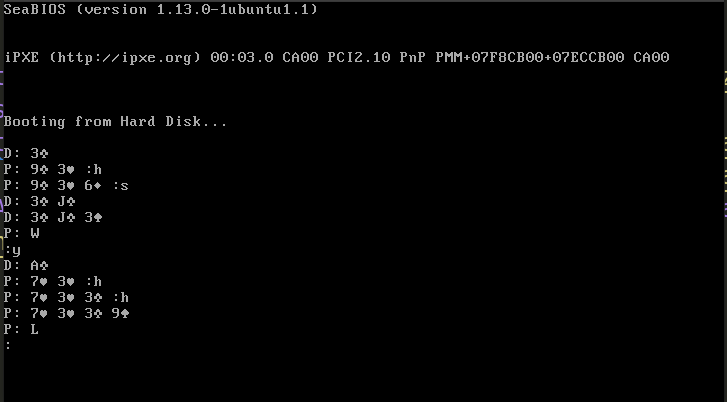 SeaBIOS (version 1.13.0-1ubuntu1.1)
iPXE (http://ipxe.org) 00:03.0 CA00 PCI2.10 PnP PMM+07F8CB00+07ECCB00 CA00
Booting from Hard Disk...
D: 3♣
P: 9♣ 3♥ :h
P: 9♣ 3♥ 6♦ :s
D: 3♣ J♣
D: 3♣ J♣ 3♠
P: W
:y
D: A♣
P: 7♥ 3♥ :h
P: 7♥ 3♥ 3♣ :h
P: 7♥ 3♥ 3♣ 9♠
P: L
: